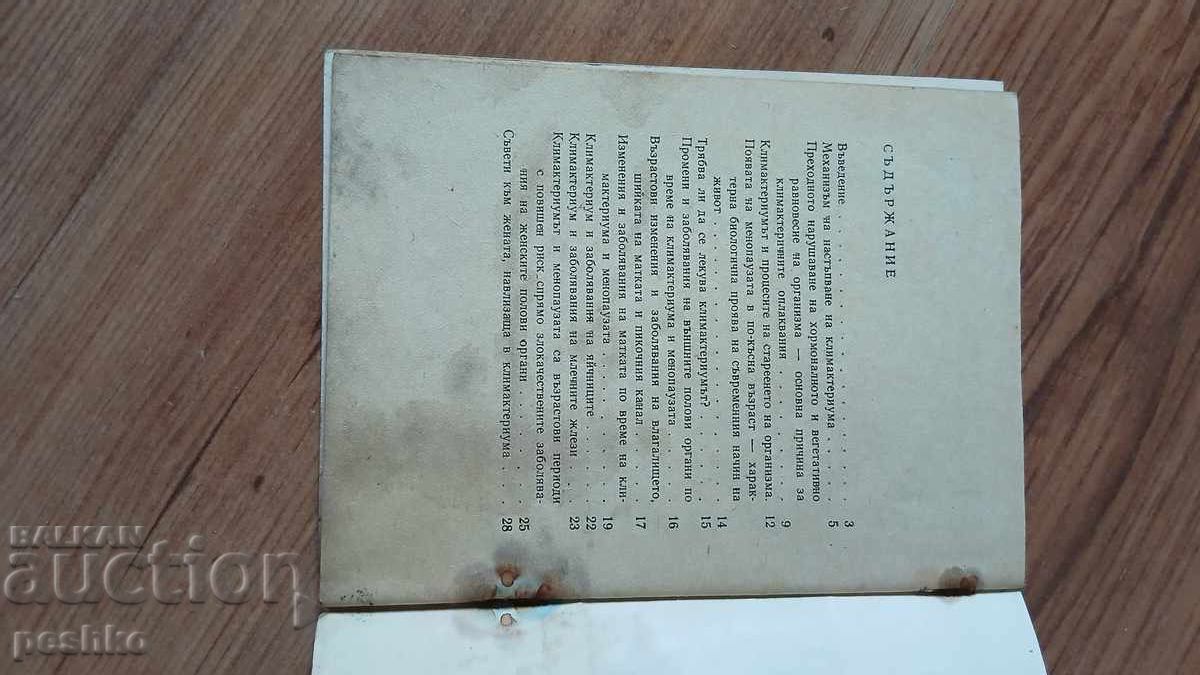 СЪДЪРЖАНИЕ
Въведение . . . . . . . . . . . 3
Механизъм на настъпване на климактериума . . . . 5
Преходното нарушаване на хормоналното и вегетативно
равновесие на организма — основна причина за
климактеричните оплаквания . . . . . . . 9
Климактериумът и процесите на стареенето на организма. 12
Появата на менопаузата в по-късна възраст — харак-
терна биологична проява на съвременния начин на
живот . . . . . . . . . . . . 14
Трябва ли да се лекува климактериумът? . . . . . 15
Промени и заболявания на външните полови органи по
време на климактериума и менопаузата . . . . 16
Възрастови изменения и заболявания на влагалището,
шийката на матката и пикочния канал . . . . 17
Изменения и заболявания на матката по време на кли-
мактериума и менопаузата . . . . . . . 19
Климактериум и заболявания на яйчниците . . . . 22
Климактериум и заболявания на млечните жлези . . . 23
Климактериумът и менопаузата са възрастови периоди
с повишен риск спрямо злокачествените заболява-
ния на женските полови органи . . . . . . 25
Съвети към жената, навлизаща в климактериума . . . 28
BALKAN
auction
peshko